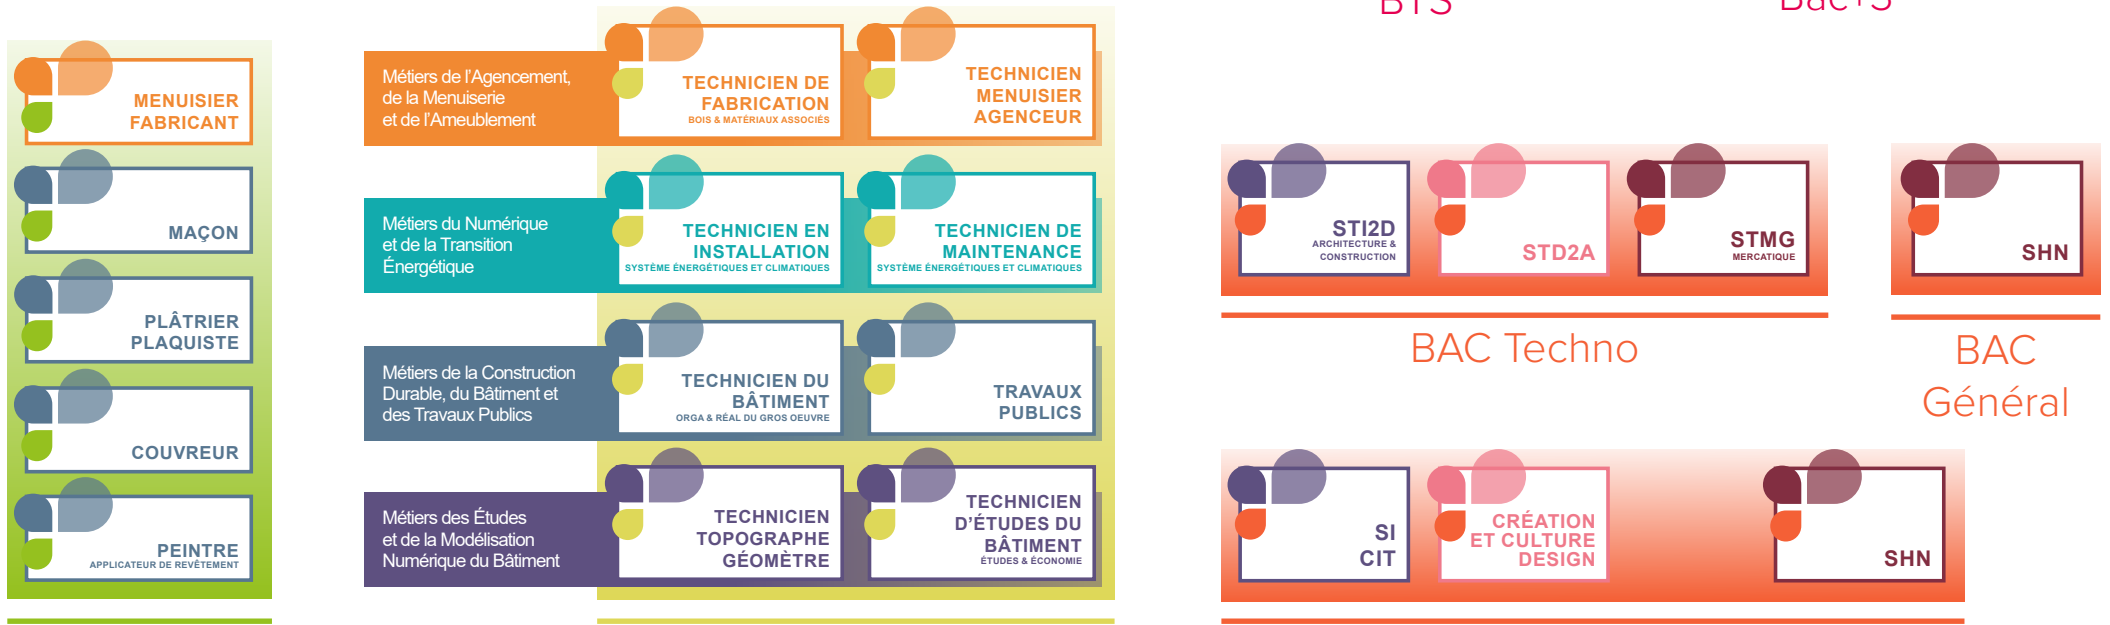 BTS
Bac+3
MENUISIER
FABRICANT
MAÇON
PLÂTRIER
PLAQUISTE
COUVREUR
PEINTRE
APPLICATEUR DE REVÊTEMENT
Métiers de l'Agencement,
de la Menuiserie
et de l'Ameublement
TECHNICIEN DE
FABRICATION
BOIS & MATÉRIAUX ASSOCIÉS
TECHNICIEN
MENUISIER
AGENCEUR
Métiers du Numérique
et de la Transition
Énergétique
TECHNICIEN EN
INSTALLATION
SYSTÈME ÉNERGÉTIQUES ET CLIMATIQUES
TECHNICIEN DE
MAINTENANCE
SYSTÈME ÉNERGÉTIQUES ET CLIMATIQUES
Métiers de la Construction
Durable, du Bâtiment et
des Travaux Publics
TECHNICIEN DU
BÂTIMENT
ORGA & RÉAL DU GROS OEUVRE
TRAVAUX
PUBLICS
Métiers des Études
et de la Modélisation
Numérique du Bâtiment
TECHNICIEN
TOPOGRAPHE
GÉOMÈTRE
TECHNICIEN
D'ÉTUDES DU
BÂTIMENT
ÉTUDES & ÉCONOMIE
STI2D
ARCHITECTURE &
CONSTRUCTION
STD2A
STMG
MERCATIQUE
SHN
BAC Techno
BAC
Général
SI
CIT
CRÉATION
ET CULTURE
DESIGN
SHN